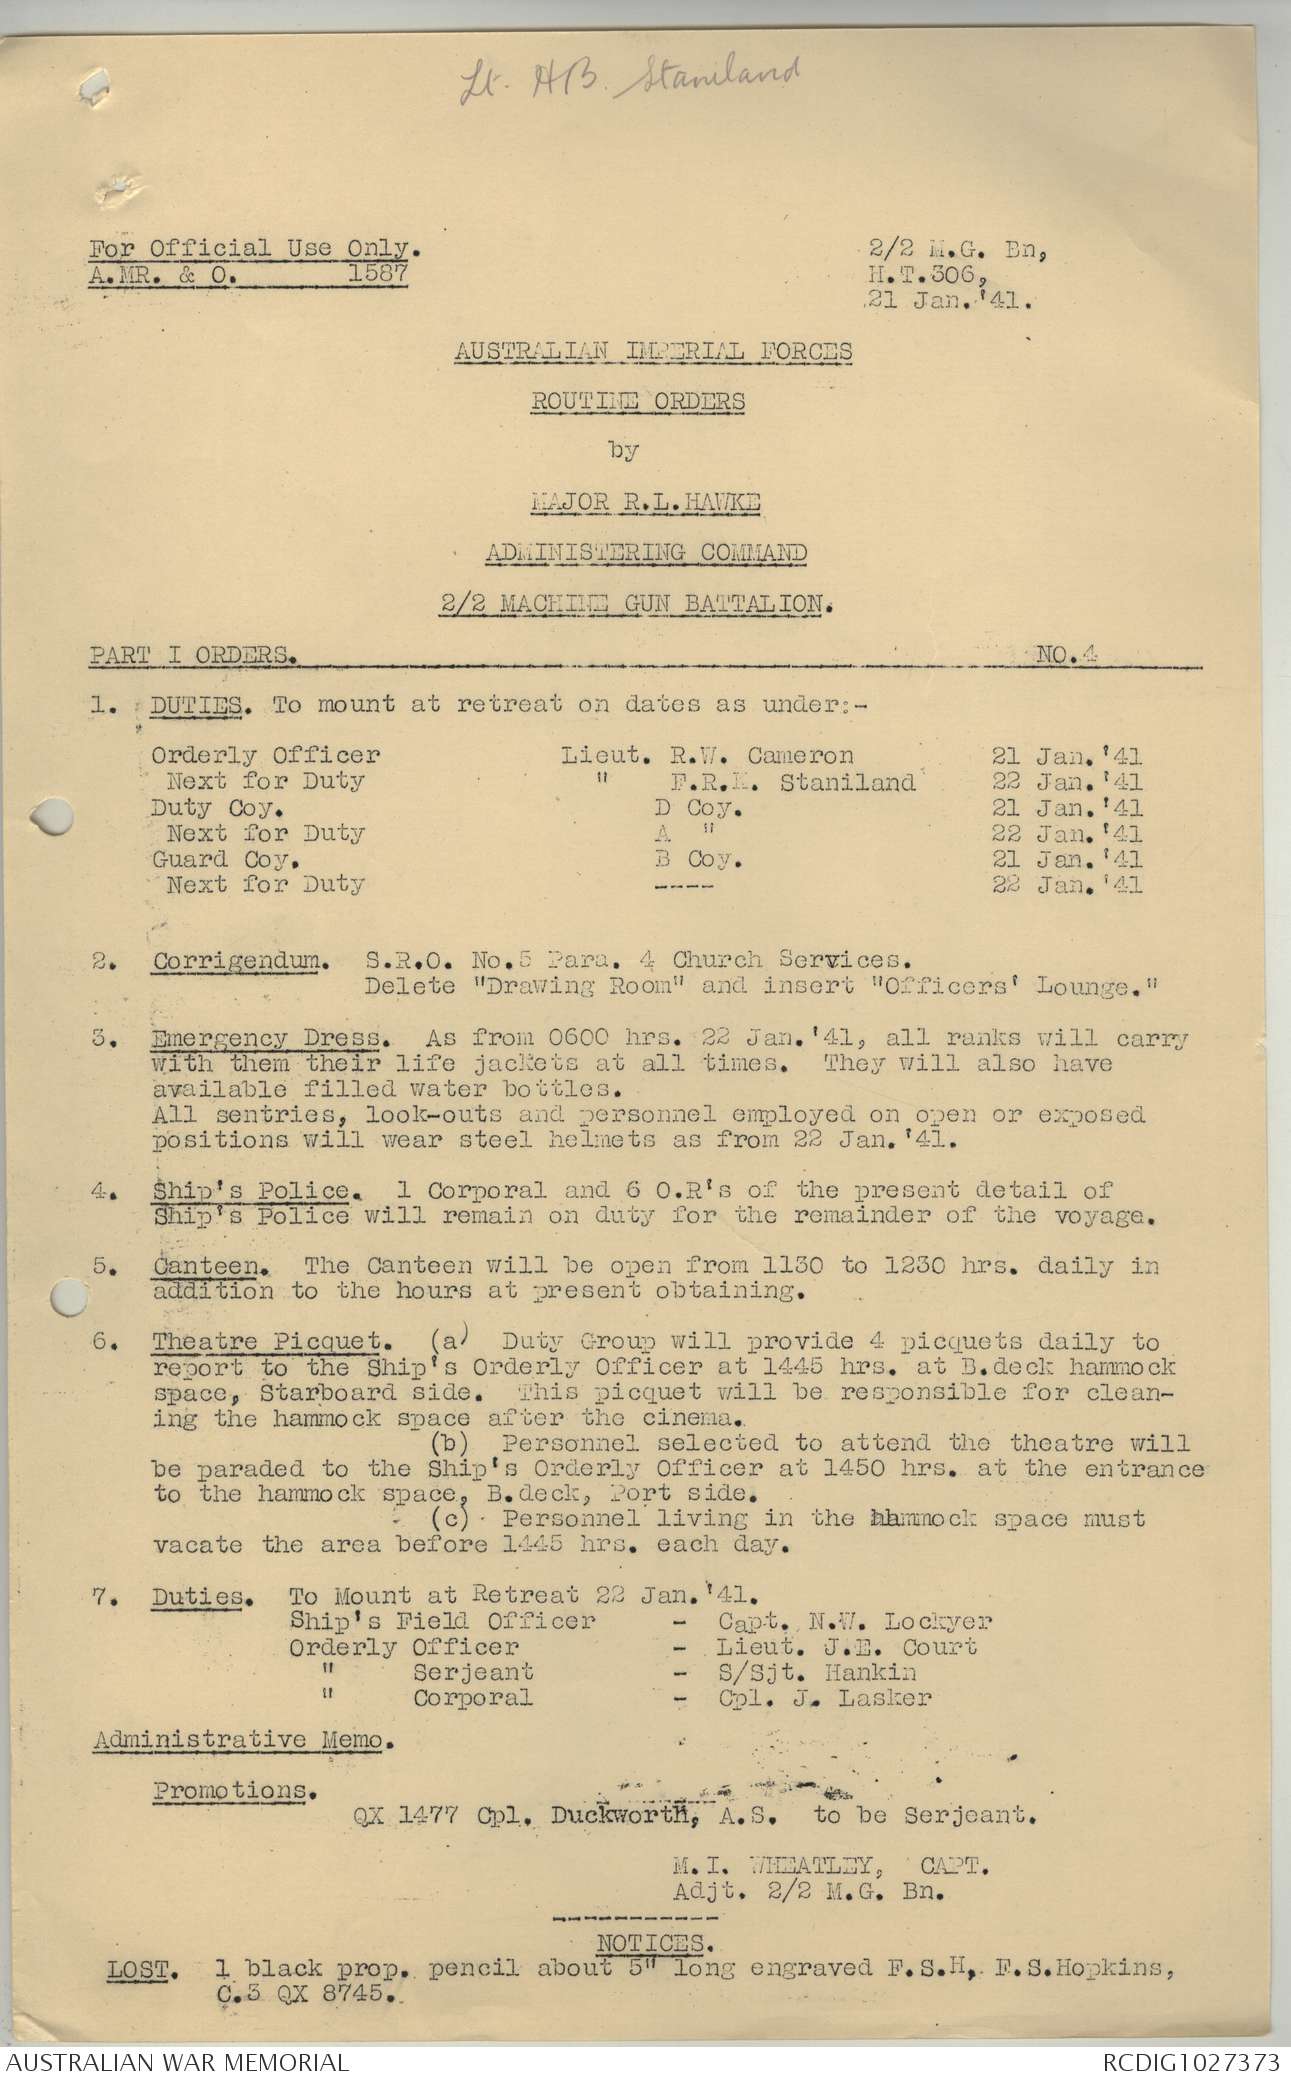 Lt. HB. Staniland
For Official Use Only.
A.MR. & O. 1587
2/2 M.G. Bn,
H.T.306,
21 Jan.'41.
AUSTRALIAN IMPERIAL FORCES
ROUTINE ORDERS
by
MAJOR R.L.HAWKE
ADMINISTERING COMMAND
2/2 MACHINE GUN BATTALION.
PART I ORDERS. NO.4
1. DUTIES. To mount at retreat on dates as under:-
Orderly Officer Lieut. R.W. Cameron 21 Jan.'41
Next for Duty " F.R.K. Staniland 22 Jan.'41
Duty Coy. D Coy. 21 Jan.'41
Next for Duty A " 22 Jan.'41
Guard Coy. B Coy. 21 Jan.'41
Next for Duty ---- 22 Jan.'41
2. Corrigendum. S.R.O. No.5 Para. 4 Church Services.
Delete "Drawing Room" and insert "Officers' Lounge."
3. Emergency Dress. As from 0600 hrs. 22 Jan.'41, all ranks will carry
with them their life jackets at all times. They will also have
available filled water bottles.
All sentries, look-outs and personnel employed on open or exposed
positions will wear steel helmets as from 22 Jan.'41.
4. Ship's Police. 1 Corporal and 6 O.R's of the present detail of
Ship's Police will remain on duty for the remainder of the voyage.
5. Canteen. The Canteen will be open from 1130 to 1230 hrs. daily in
addition to the hours at present obtaining.
6. Theatre Picquet. (a) Duty Group will provide 4 picquets daily to
report to the Ship's Orderly Officer at 1445 hrs. at B.deck hammock
space, Starboard side. This picquet will be responsible for clean-
ing the hammock space after the cinema.
(b) Personnel selected to attend the theatre will
be paraded to the Ship's Orderly Officer at 1450 hrs. at the entrance
to the hammock space, B.deck, Port side.
(c) Personnel living in the hammock space must
vacate the area before 1445 hrs. each day.
7. Duties. To Mount at Retreat 22 Jan.'41.
Ship's Field Officer - Capt. N.W. Lockyer
Orderly Officer - Lieut. J.E. Court
" Serjeant - S/Sjt. Hankin
" Corporal - Cpl. J. Lasker
Administrative Memo.
Promotions.
QX 1477 Cpl. Duckworth, A.S. to be Serjeant.
M.I. WHEATLEY, CAPT.
Adjt. 2/2 M.G. Bn.
-----------
NOTICES.
LOST. 1 black prop. pencil about 5" long engraved F.S.H, F.S.Hopkins,
C.3 QX 8745.
AUSTRALIAN WAR MEMORIAL RCDIG1027373